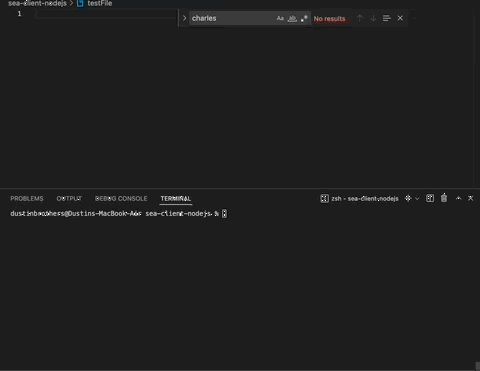 sea-client-nodejs > testFile
1
charles Aa ab .* No results
PROBLEMS OUTPUT DEBUG CONSOLE TERMINAL zsh - sea-client-nodejs
dustinbrothers@Dustins-MacBook-Air sea-client-nodejs %